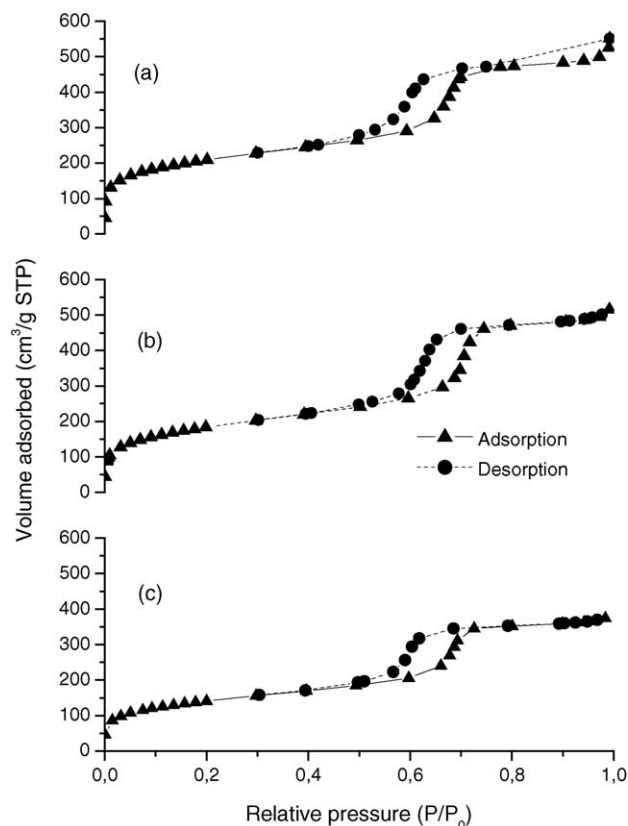 Volume adsorbed (cm³/g STP)
600
500
400
300
200
100
0
(a)
600
500
400
300
200
100
0
(b)
Adsorption
Desorption
600
500
400
300
200
100
0
(c)
0,0 0,2 0,4 0,6 0,8 1,0
Relative pressure (P/P₀)